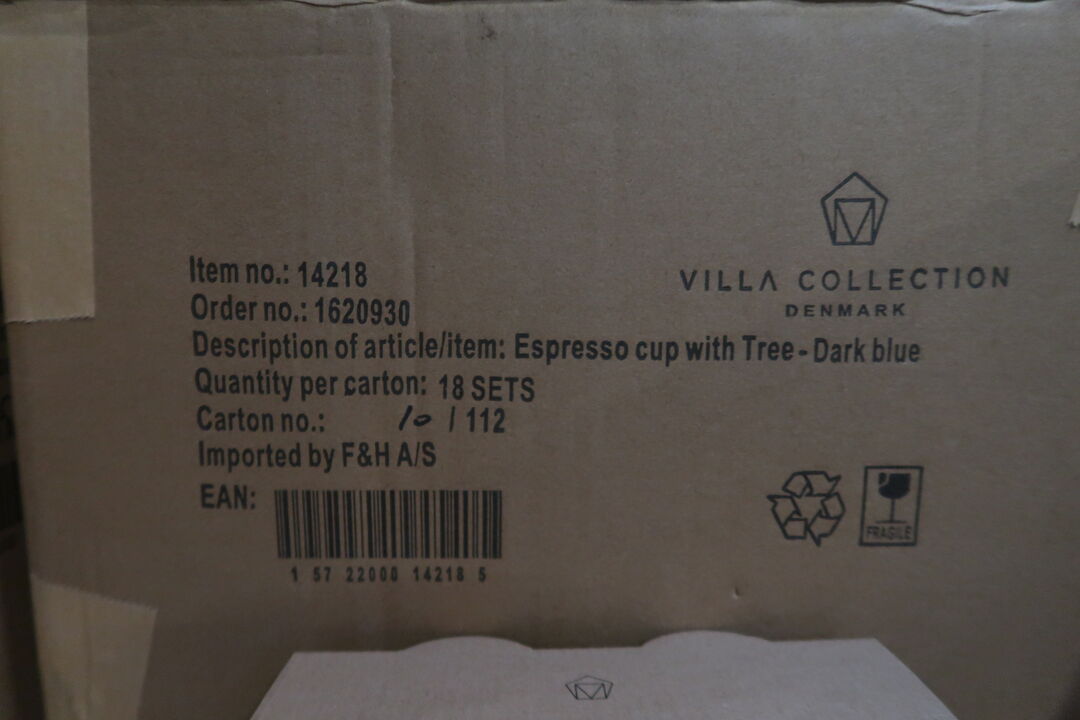 VILLA COLLECTION
DENMARK
Item no.: 14218
Order no.: 1620930
Description of article/item: Espresso cup with Tree - Dark blue
Quantity per carton: 18 SETS
Carton no.: 10 / 112
Imported by F&H A/S
EAN:
1 57 22000 14218 5
FRAGILE